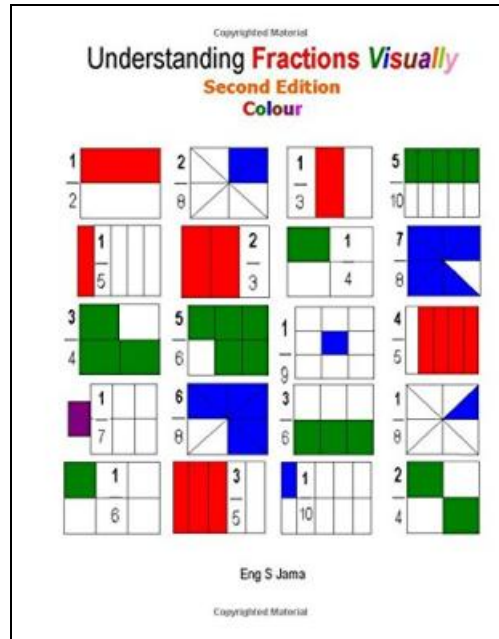 Copyrighted Material
Understanding Fractions Visually
Second Edition
Colour
1/2 2/8 1/3 5/10
1/5 2/3 1/4 7/8
3/4 5/6 1/9 4/5
1/7 6/8 3/6 1/8
1/6 3/5 1/10 2/4
Eng S Jama
Copyrighted Material